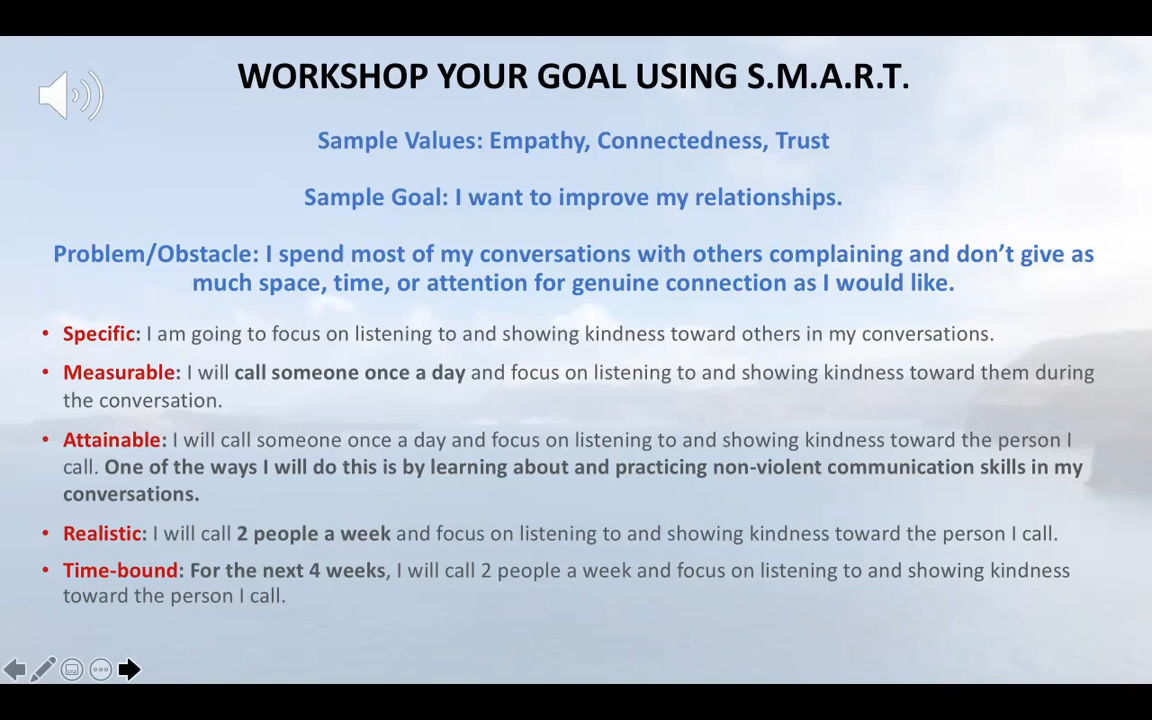 WORKSHOP YOUR GOAL USING S.M.A.R.T.
Sample Values: Empathy, Connectedness, Trust
Sample Goal: I want to improve my relationships.
Problem/Obstacle: I spend most of my conversations with others complaining and don’t give as
much space, time, or attention for genuine connection as I would like.
• Specific: I am going to focus on listening to and showing kindness toward others in my conversations.
• Measurable: I will call someone once a day and focus on listening to and showing kindness toward them during
the conversation.
• Attainable: I will call someone once a day and focus on listening to and showing kindness toward the person I
call. One of the ways I will do this is by learning about and practicing non-violent communication skills in my
conversations.
• Realistic: I will call 2 people a week and focus on listening to and showing kindness toward the person I call.
• Time-bound: For the next 4 weeks, I will call 2 people a week and focus on listening to and showing kindness
toward the person I call.